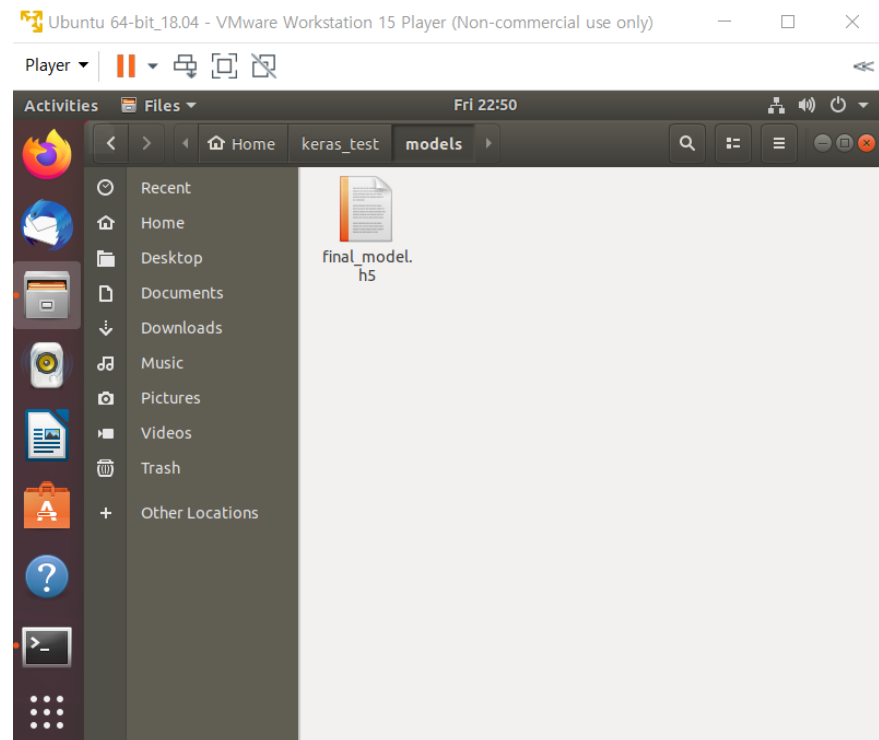 Ubuntu 64-bit_18.04 - VMware Workstation 15 Player (Non-commercial use only)
Player
Activities Files Fri 22:50
Home keras_test models
Recent
Home
Desktop
Documents
Downloads
Music
Pictures
Videos
Trash
Other Locations
final_model.
h5